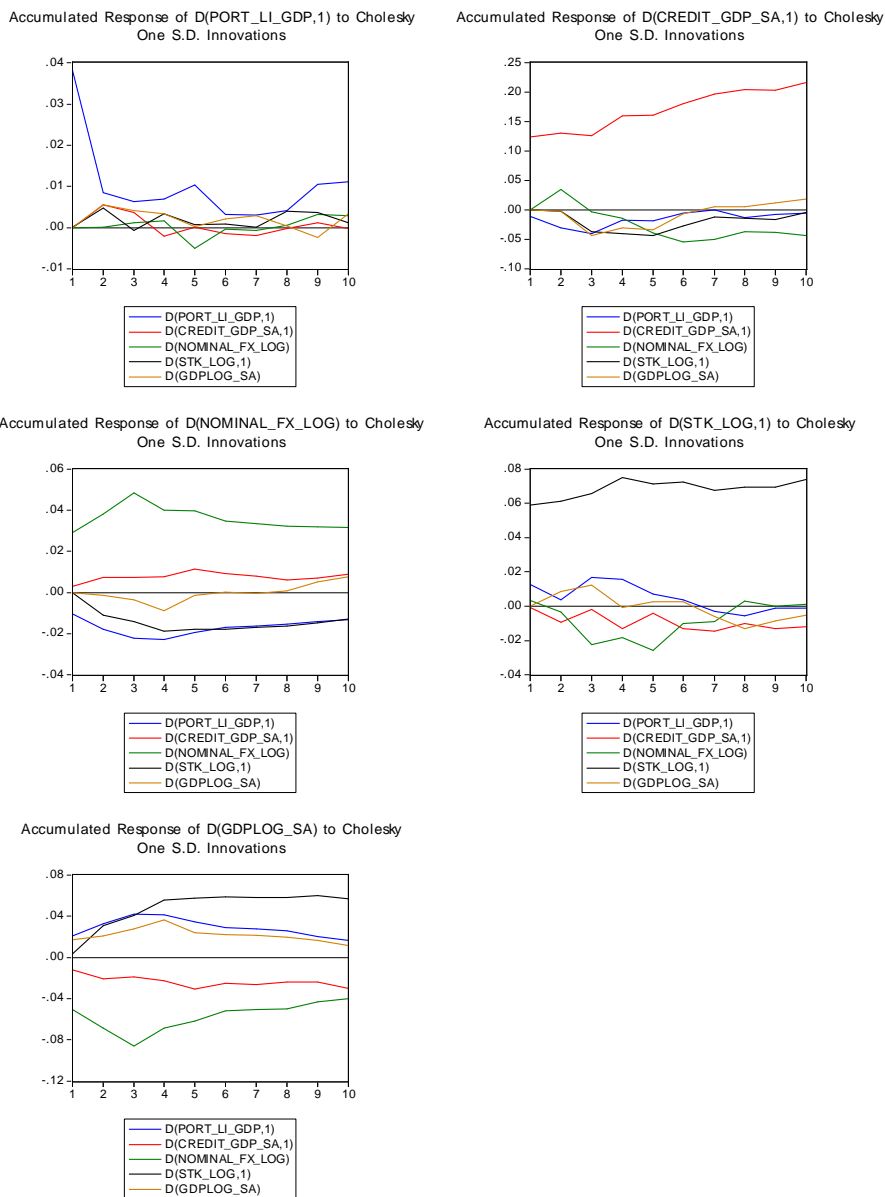 Accumulated Response of D(PORT_LI_GDP,1) to Cholesky
One S.D. Innovations
.04
.03
.02
.01
.00
-.01
1 2 3 4 5 6 7 8 9 10
D(PORT_LI_GDP,1)
D(CREDIT_GDP_SA,1)
D(NOMINAL_FX_LOG)
D(STK_LOG,1)
D(GDPLOG_SA)
Accumulated Response of D(CREDIT_GDP_SA,1) to Cholesky
One S.D. Innovations
.25
.20
.15
.10
.05
.00
-.05
-.10
1 2 3 4 5 6 7 8 9 10
D(PORT_LI_GDP,1)
D(CREDIT_GDP_SA,1)
D(NOMINAL_FX_LOG)
D(STK_LOG,1)
D(GDPLOG_SA)
Accumulated Response of D(NOMINAL_FX_LOG) to Cholesky
One S.D. Innovations
.06
.04
.02
.00
-.02
-.04
1 2 3 4 5 6 7 8 9 10
D(PORT_LI_GDP,1)
D(CREDIT_GDP_SA,1)
D(NOMINAL_FX_LOG)
D(STK_LOG,1)
D(GDPLOG_SA)
Accumulated Response of D(STK_LOG,1) to Cholesky
One S.D. Innovations
.08
.06
.04
.02
.00
-.02
-.04
1 2 3 4 5 6 7 8 9 10
D(PORT_LI_GDP,1)
D(CREDIT_GDP_SA,1)
D(NOMINAL_FX_LOG)
D(STK_LOG,1)
D(GDPLOG_SA)
Accumulated Response of D(GDPLOG_SA) to Cholesky
One S.D. Innovations
.08
.04
.00
-.04
-.08
-.12
1 2 3 4 5 6 7 8 9 10
D(PORT_LI_GDP,1)
D(CREDIT_GDP_SA,1)
D(NOMINAL_FX_LOG)
D(STK_LOG,1)
D(GDPLOG_SA)